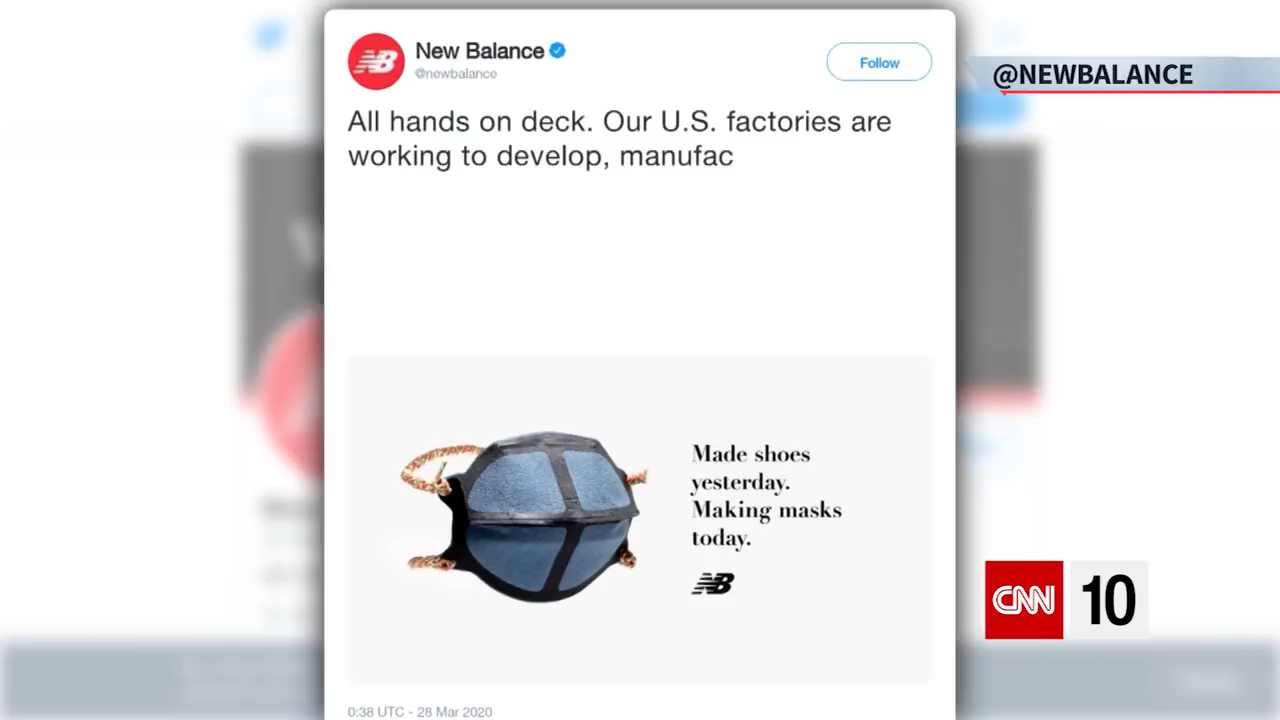 New Balance
@newbalance
Follow
@NEWBALANCE
All hands on deck. Our U.S. factories are
working to develop, manufac
Made shoes
yesterday.
Making masks
today.
NB
CNN
10
0:38 UTC - 28 Mar 2020